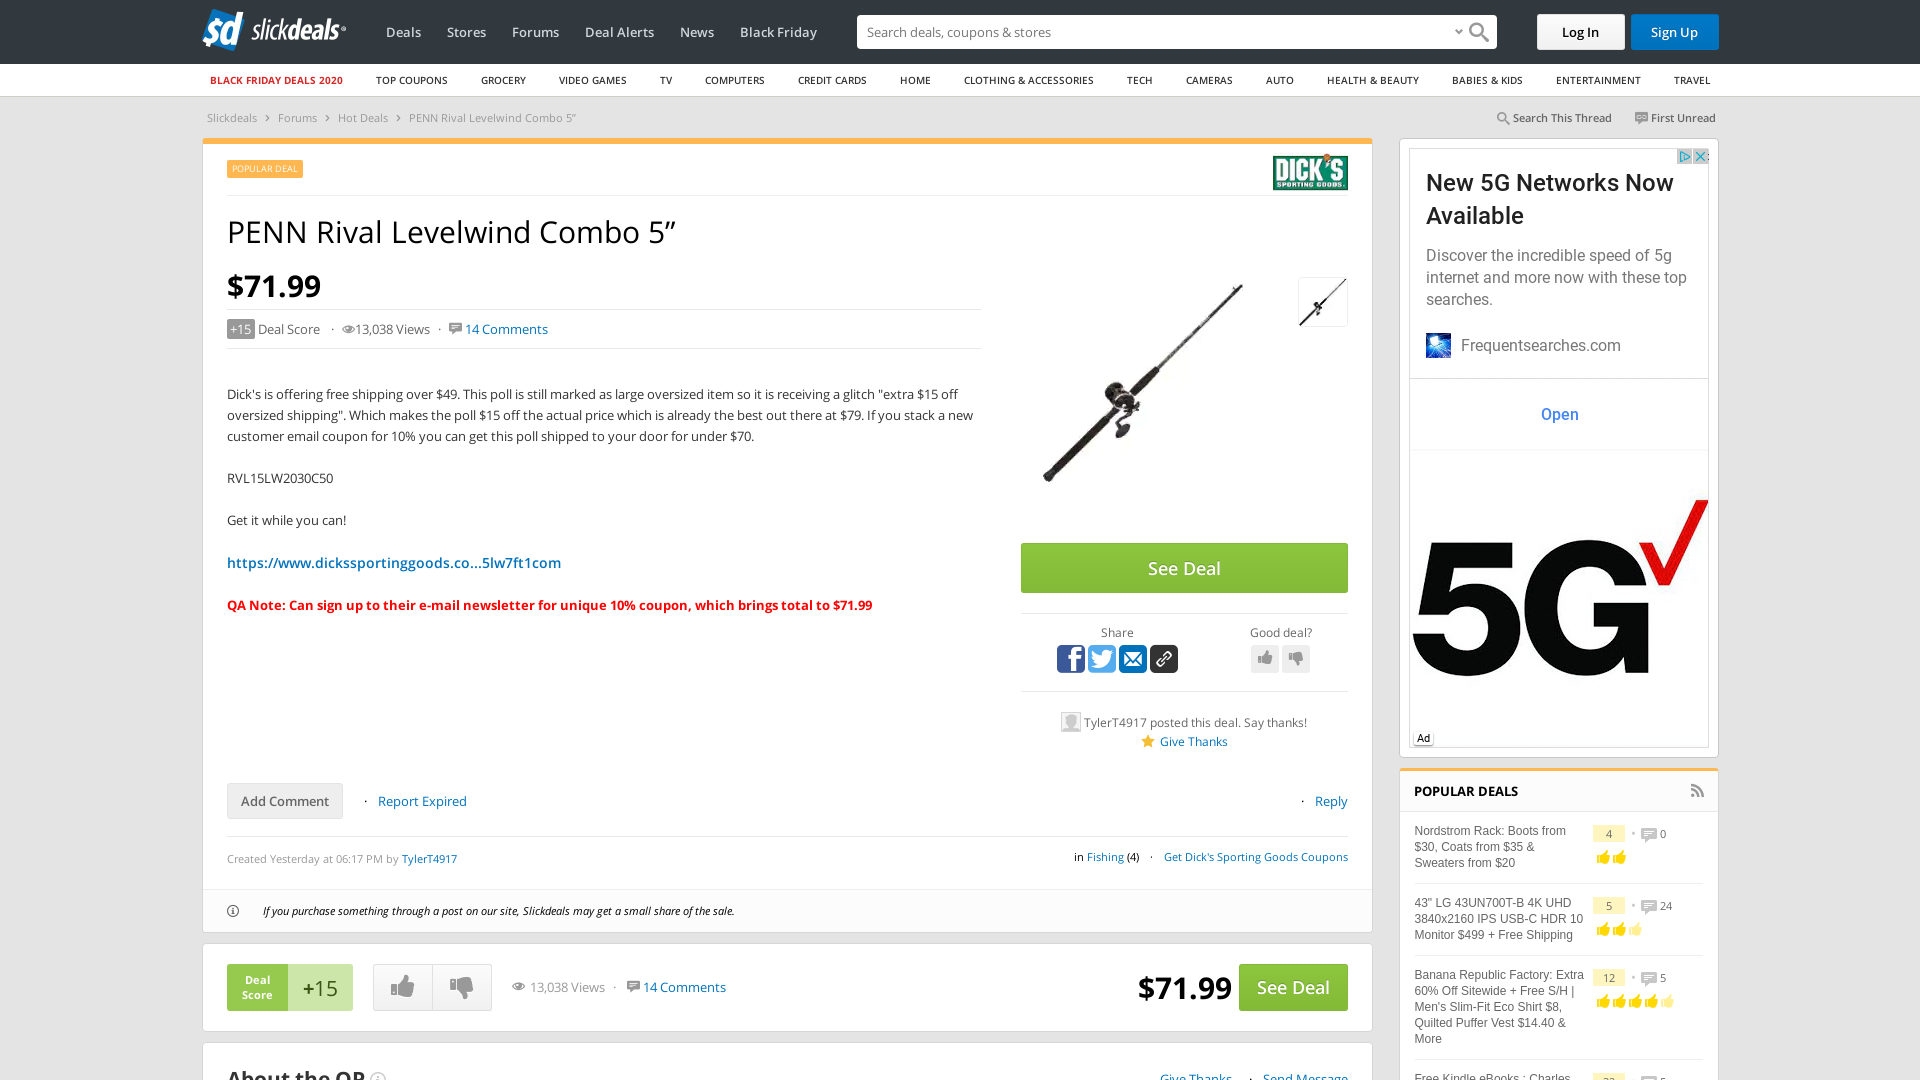 sd slickdeals
Deals
Stores
Forums
Deal Alerts
News
Black Friday
Search deals, coupons & shopping
Log In
Sign Up
BLACK FRIDAY DEALS 2020
TOP COUPONS
GROCERY
VIDEO GAMES
TV
COMPUTERS
CREDIT CARDS
HOME
CLOTHING & ACCESSORIES
TECH
CAMERAS
AUTO
HEALTH & BEAUTY
BABIES & KIDS
ENTERTAINMENT
TRAVEL
Slickdeals > Forums > Hot Deals > PENN Rival Levelwind Combo 5”
Search This Thread
First Unread
POPULAR DEAL
DICK'S
SPORTING GOODS.
PENN Rival Levelwind Combo 5”
$71.99
+15 Deal Score · 13,038 Views · 14 Comments
Dick's is offering free shipping over $49. This poll is still marked as large oversized item so it is receiving a glitch "extra $15 off
oversized shipping". Which makes the poll $15 off the actual price which is already the best out there at $79. If you stack a new
customer email coupon for 10% you can get this poll shipped to your door for under $70.
RVL15LW2030C50
Get it while you can!
https://www.dickssportinggoods.co...5lw7ft1com
QA Note: Can sign up to their e-mail newsletter for unique 10% coupon, which brings total to $71.99
See Deal
Share
Good deal?
TylerT4917 posted this deal. Say thanks!
Give Thanks
Add Comment
· Report Expired
· Reply
Created Yesterday at 06:17 PM by TylerT4917
in Fishing (4) · Get Dick's Sporting Goods Coupons
If you purchase something through a post on our site, Slickdeals may get a small share of the sale.
Deal
Score
+15
13,038 Views · 14 Comments
$71.99
See Deal
About the OP
Give Thanks · Send Message
New 5G Networks Now
Available
Discover the incredible speed of 5g
internet and more now with these top
searches.
Frequentsearches.com
Open
5G
Ad
POPULAR DEALS
Nordstrom Rack: Boots from
$30, Coats from $35 &
Sweaters from $20
4 • 0
43" LG 43UN700T-B 4K UHD
3840x2160 IPS USB-C HDR 10
Monitor $499 + Free Shipping
5 • 24
Banana Republic Factory: Extra
60% Off Sitewide + Free S/H |
Men's Slim-Fit Eco Shirt $8,
Quilted Puffer Vest $14.40 &
More
12 • 5
Free Kindle eBooks : Charles